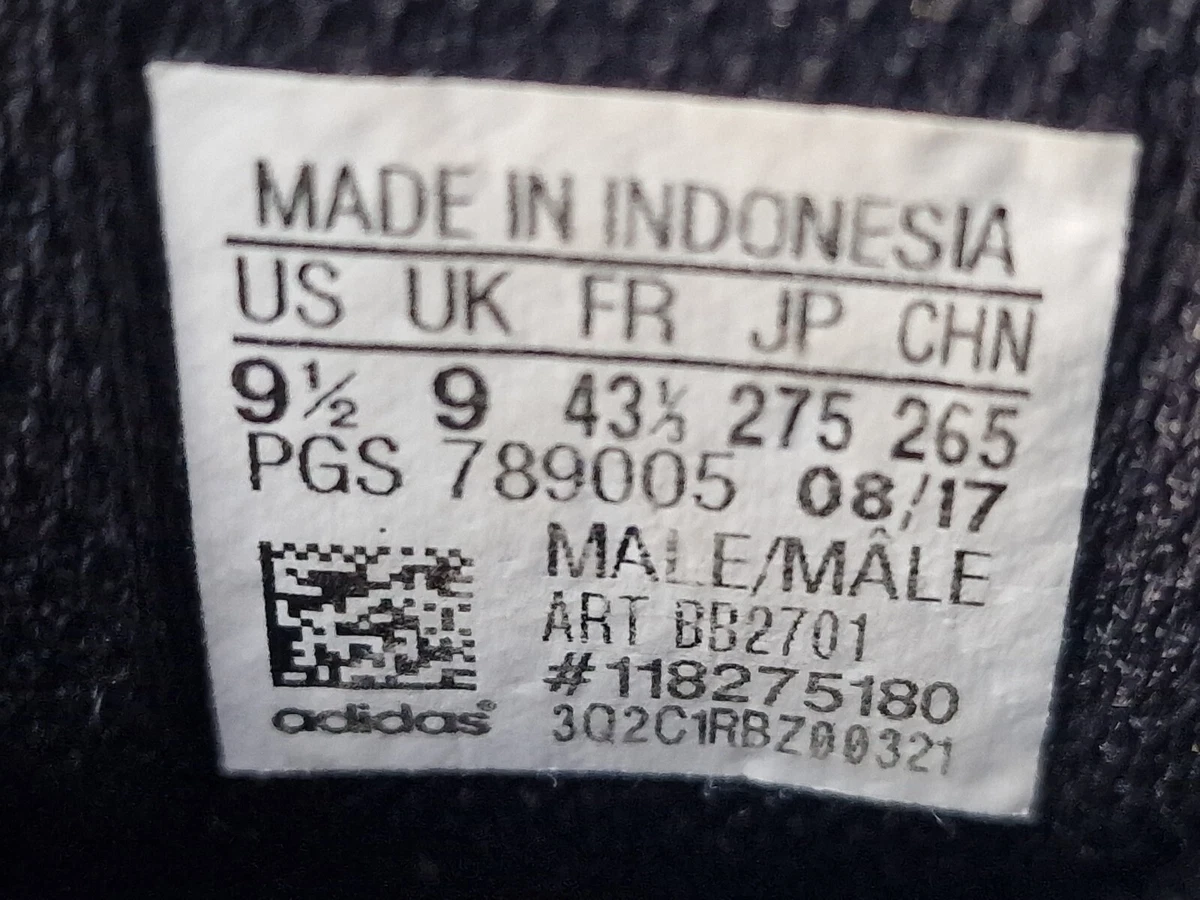 MADE IN INDONESIA
US UK FR JP CHN
9½ 9 43⅓ 275 265
PGS 789005 08/17
MALE/MÂLE
ART BB2701
#118275180
adidas® 3Q2C1RBZ00321